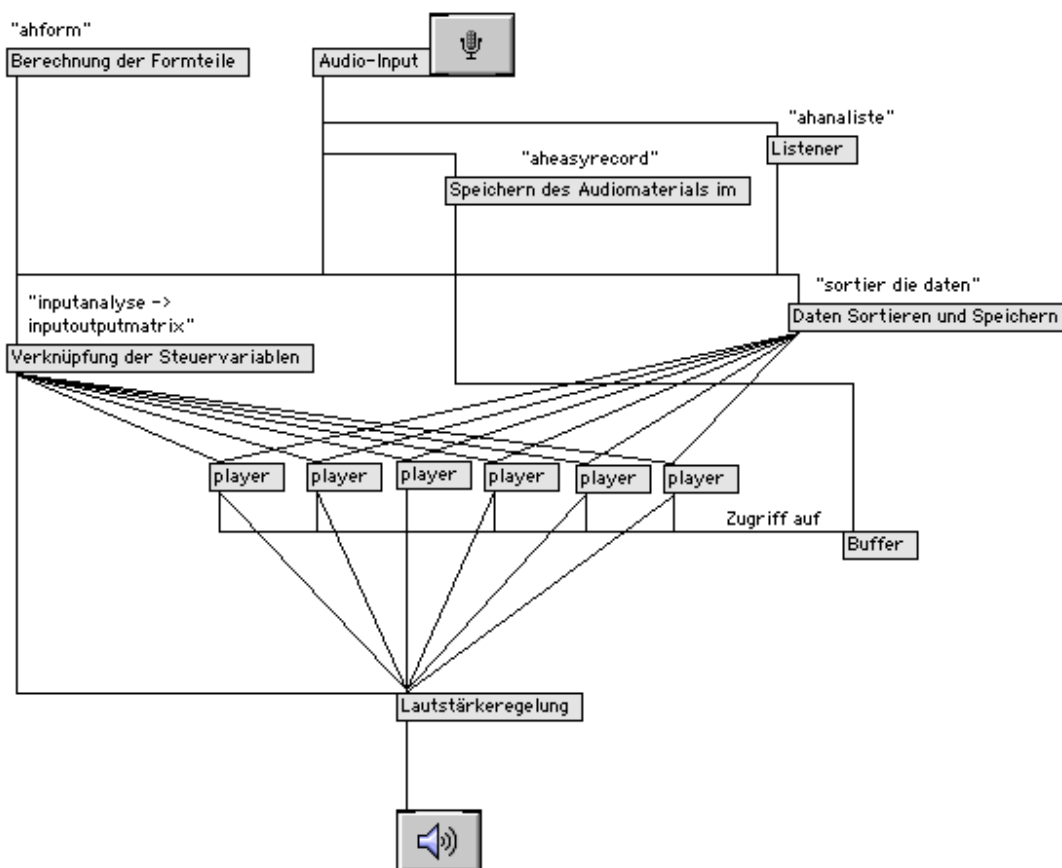 "ahform"
Berechnung der Formteile
Audio-Input
"ahanaliste"
Listener
"aheasyrecord"
Speichern des Audiomaterials im
"sortier die daten"
Daten Sortieren und Speichern
"inputanalyse ->
inputoutputmatrix"
Verknüpfung der Steuervariablen
player
player
player
player
player
player
Zugriff auf
Buffer
Lautstärkeregelung